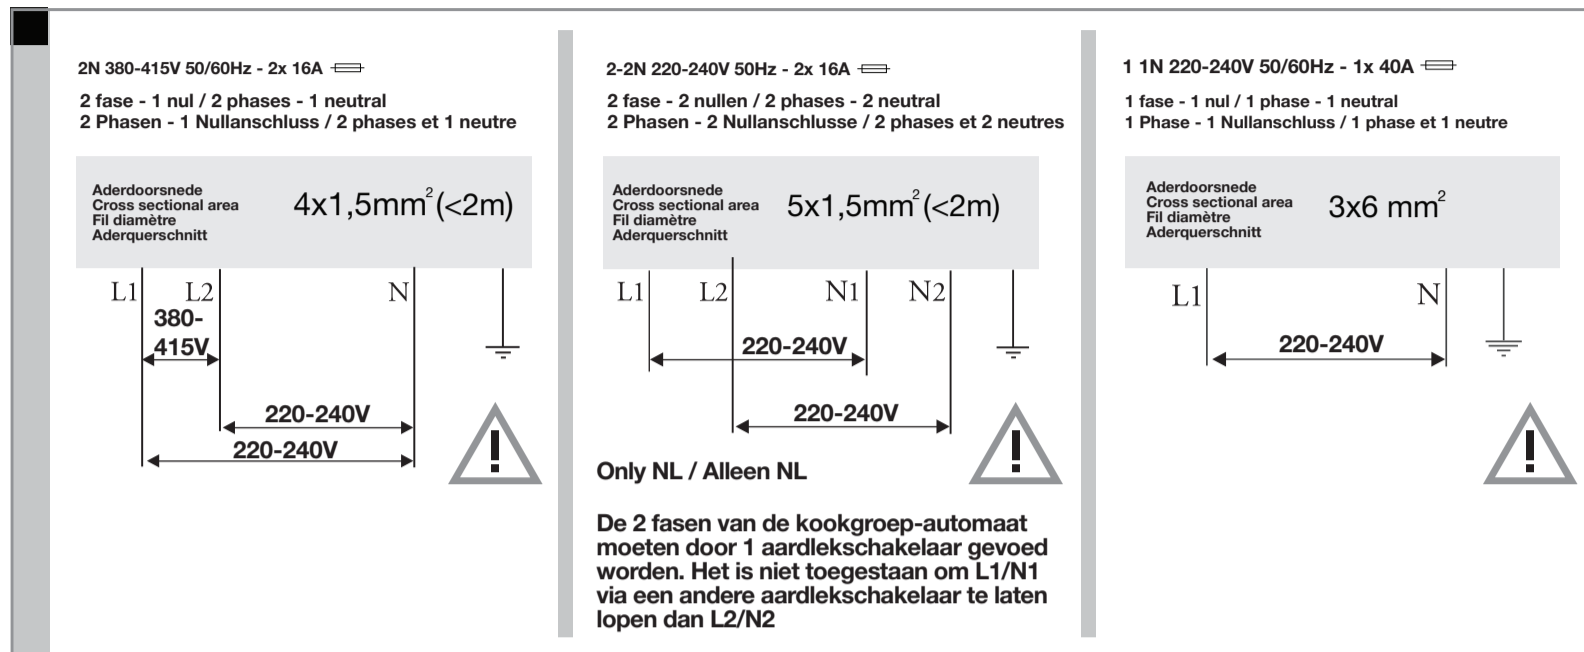 2N 380-415V 50/60Hz - 2x 16A
2 fase - 1 nul / 2 phases - 1 neutral
2 Phasen - 1 Nullanschluss / 2 phases et 1 neutre
Aderdoorsnede
Cross sectional area
Fil diamètre
Aderquerschnitt
4x1,5mm²(<2m)
L1 L2 N
380-
415V
220-240V
220-240V
2-2N 220-240V 50Hz - 2x 16A
2 fase - 2 nullen / 2 phases - 2 neutral
2 Phasen - 2 Nullanschlusse / 2 phases et 2 neutres
Aderdoorsnede
Cross sectional area
Fil diamètre
Aderquerschnitt
5x1,5mm²(<2m)
L1 L2 N1 N2
220-240V
220-240V
Only NL / Alleen NL
De 2 fasen van de kookgroep-automaat
moeten door 1 aardlekschakelaar gevoed
worden. Het is niet toegestaan om L1/N1
via een andere aardlekschakelaar te laten
lopen dan L2/N2
1 1N 220-240V 50/60Hz - 1x 40A
1 fase - 1 nul / 1 phase - 1 neutral
1 Phase - 1 Nullanschluss / 1 phase et 1 neutre
Aderdoorsnede
Cross sectional area
Fil diamètre
Aderquerschnitt
3x6 mm²
L1 N
220-240V